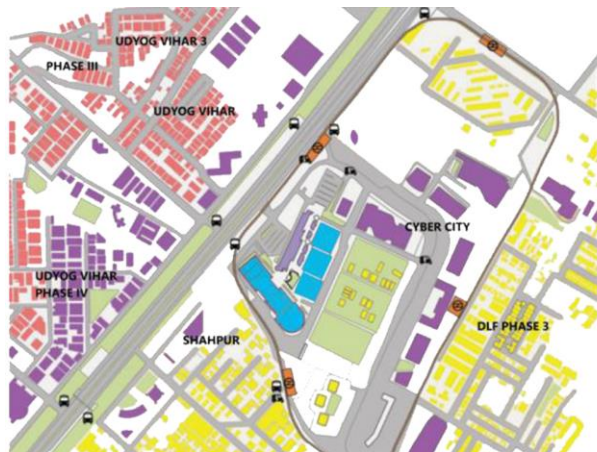 UDYOG VIHAR 3
PHASE III
UDYOG VIHAR
CYBER CITY
UDYOG VIHAR
PHASE IV
DLF PHASE 3
SHAHPUR